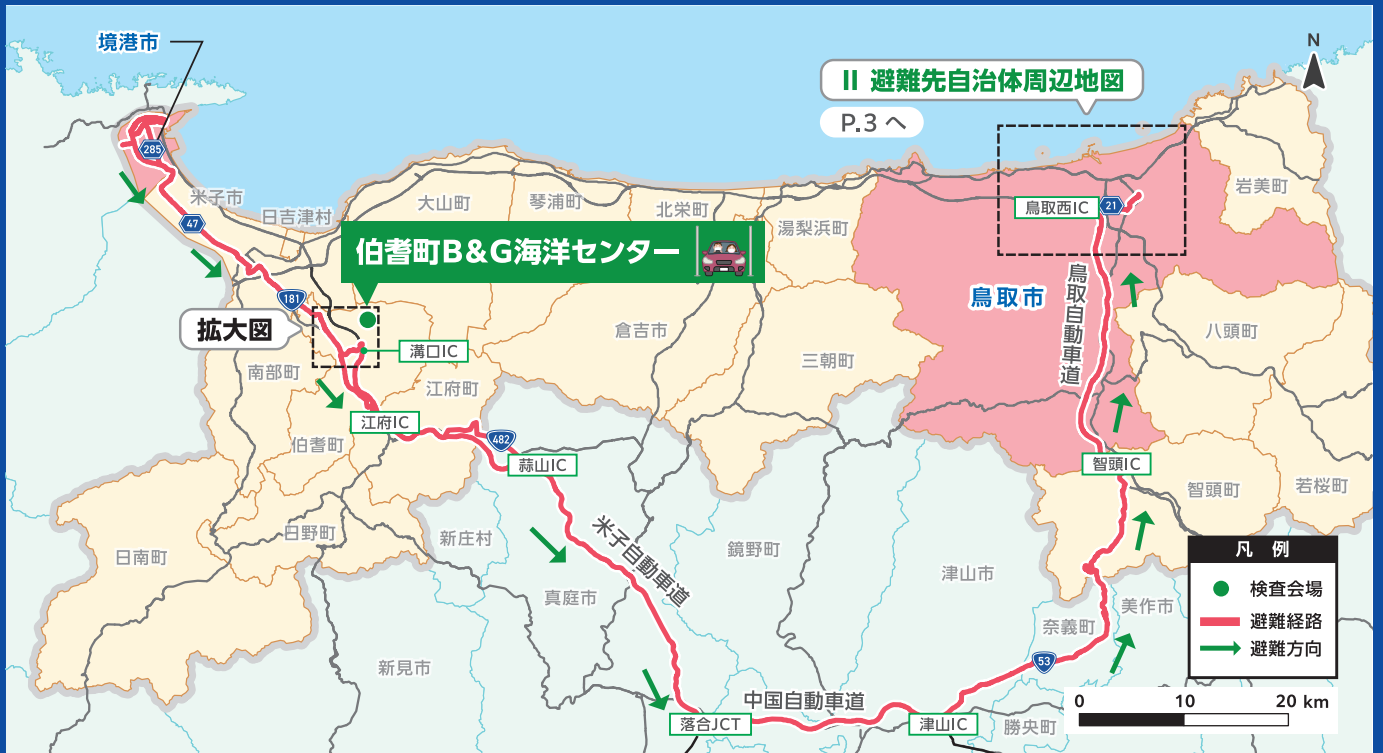 境港市
N
II 避難先自治体周辺地図
P.3 へ
285
米子市
47
日吉津村
大山町
琴浦町
北栄町
湯梨浜町
鳥取西IC
21
岩美町
伯耆町B&G海洋センター
181
拡大図
溝口IC
南部町
江府町
倉吉市
三朝町
鳥取市
鳥取自動車道
八頭町
江府IC
伯耆町
482
蒜山IC
智頭IC
智頭町
若桜町
日南町
日野町
新庄村
米子自動車道
鏡野町
津山市
真庭市
新見市
奈義町
美作市
53
中国自動車道
落合JCT
津山IC
勝央町
凡 例
検査会場
避難経路
避難方向
0 10 20 km